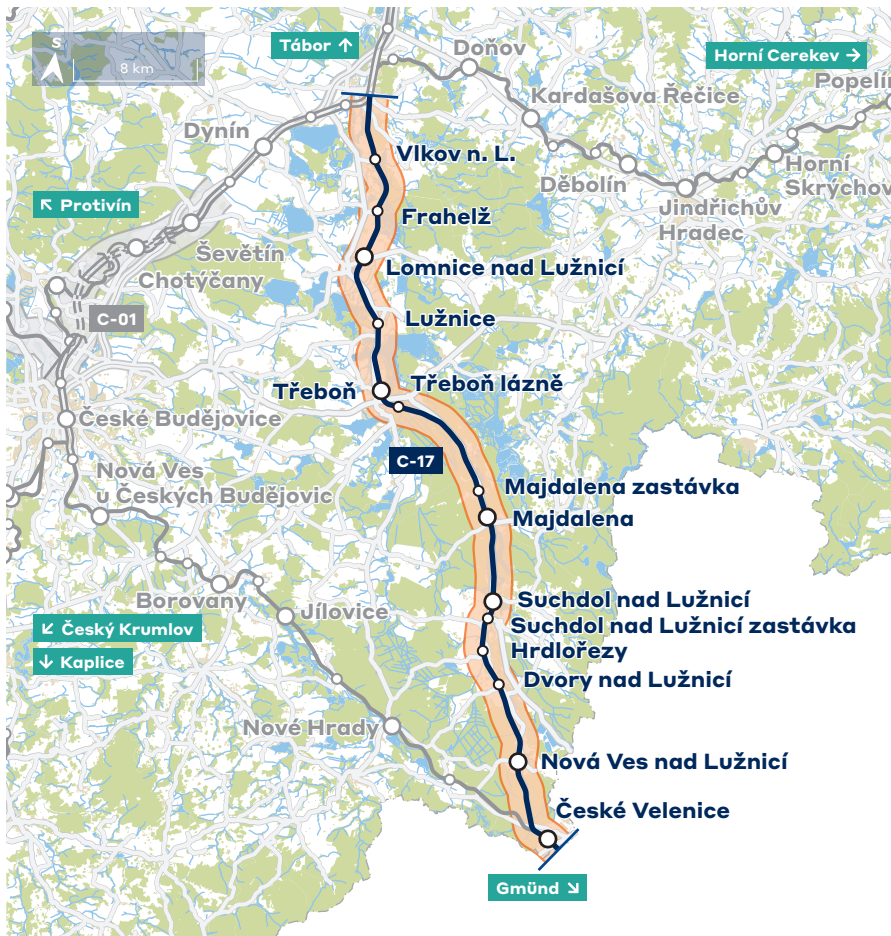 S
8 km
Tábor ↑
Doňov
Horní Cerekev →
Kardašova Řečice
Dynín
Vlkov n. L.
Děbolín
Horní
Skrýchov
Jindřichův
Hradec
↖ Protivín
Frahelž
Ševětín
Chotýčany
Lomnice nad Lužnicí
C-01
Lužnice
Třeboň
Třeboň lázně
České Budějovice
C-17
Nová Ves
u Českých Budějovic
Majdalena zastávka
Majdalena
Borovany
Jílovice
Suchdol nad Lužnicí
Suchdol nad Lužnicí zastávka
Hrdlořezy
↙ Český Krumlov
↓ Kaplice
Dvory nad Lužnicí
Nové Hrady
Nová Ves nad Lužnicí
České Velenice
Gmünd ↘